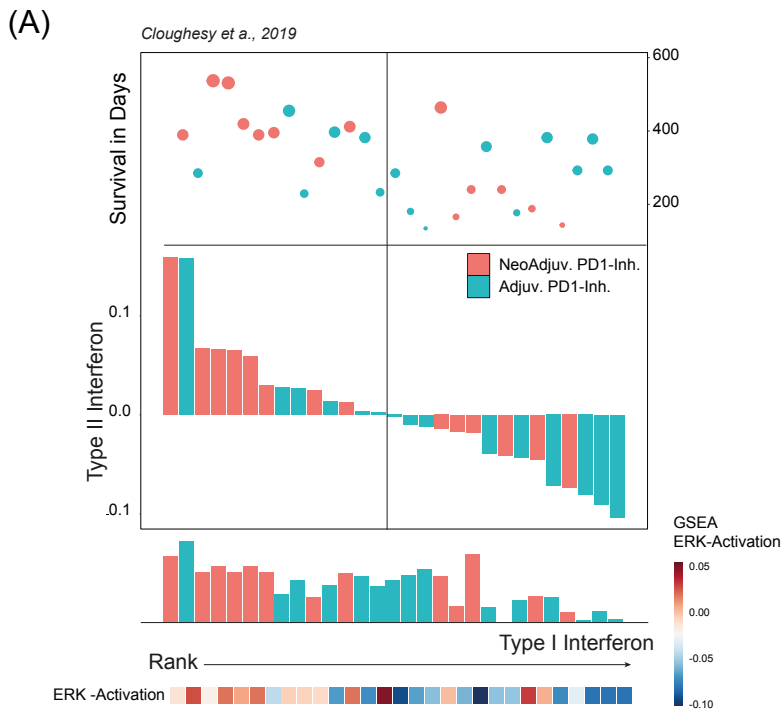 (A)
Cloughesy et a., 2019
Survival in Days
600
400
200
NeoAdjuv. PD1-Inh.
Adjuv. PD1-Inh.
Type II Interferon
0.1
0.0
0.1
GSEA
ERK-Activation
0.05
0.00
-0.05
-0.10
Type I Interferon
Rank
ERK -Activation